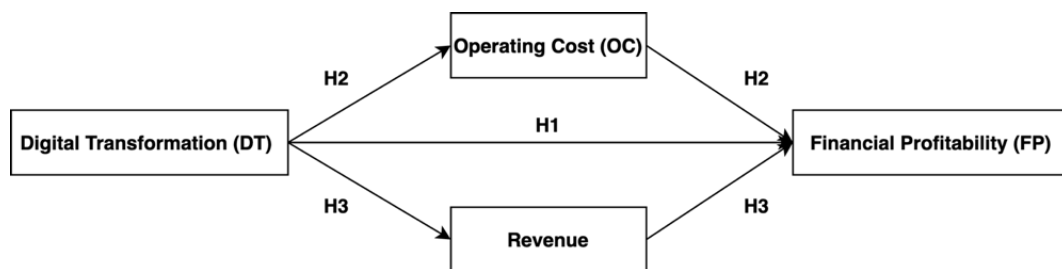 Operating Cost (OC)
H2
H2
Digital Transformation (DT)
H1
Financial Profitability (FP)
H3
H3
Revenue